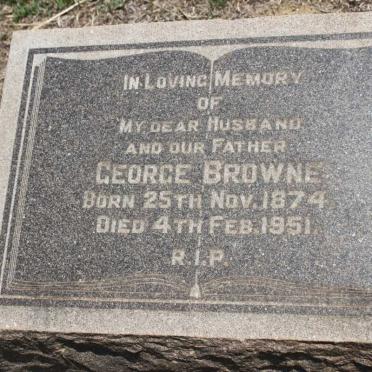 In Loving Memory
of
My dear Husband
and our Father
George Browne
Born 25th Nov. 1874
Died 4th Feb. 1951.
R.I.P.